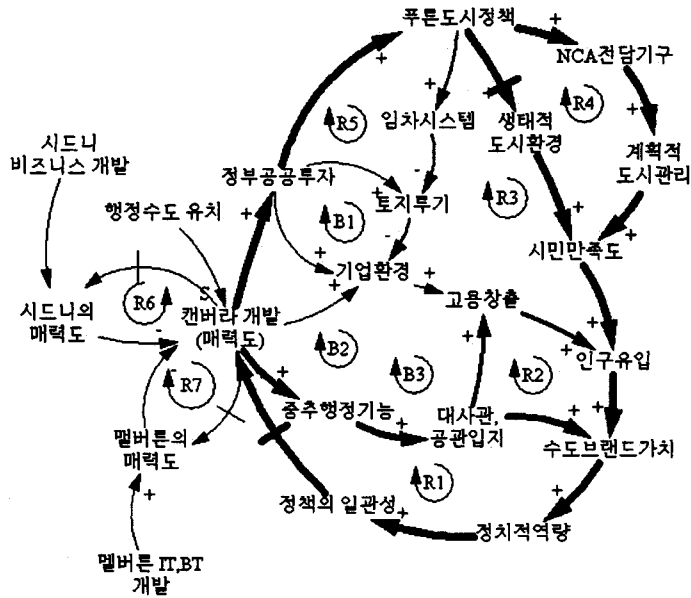 푸른도시정책
+
NCA전담기구
+
+
+
R4
R5
임차시스템
생태적
도시환경
+
계획적
도시관리
시드니
비즈니스 개발
정부공공투자
-
+
토지투기
R3
행정수도 유치
+
B1
-
+
+
시민만족도
+
기업환경
+
+
고용창출
R6
S
시드니의
매력도
-
캔버라 개발
(매력도)
B2
B3
+
R2
+
+
인구유입
R7
+
중추행정기능
+
대사관,
공관입지
+
+
수도브랜드가치
멜버튼의
매력도
+
R1
정책의 일관성
+
+
정치적역량
멜버튼 IT,BT
개발